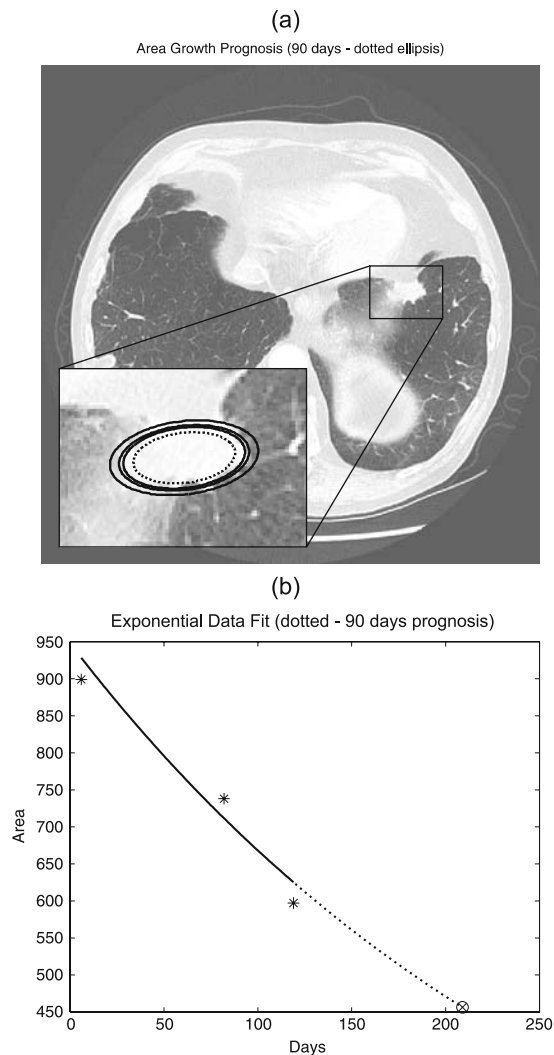 (a)
Area Growth Prognosis (90 days - dotted ellipsis)
(b)
Exponential Data Fit (dotted - 90 days prognosis)
950
900
850
800
750
700
650
600
550
500
450
Area
0 50 100 150 200 250
Days